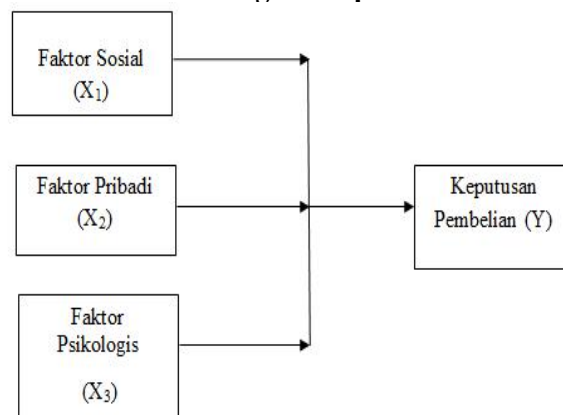 Faktor Sosial
(X₁)
Faktor Pribadi
(X₂)
Keputusan
Pembelian (Y)
Faktor
Psikologis
(X₃)